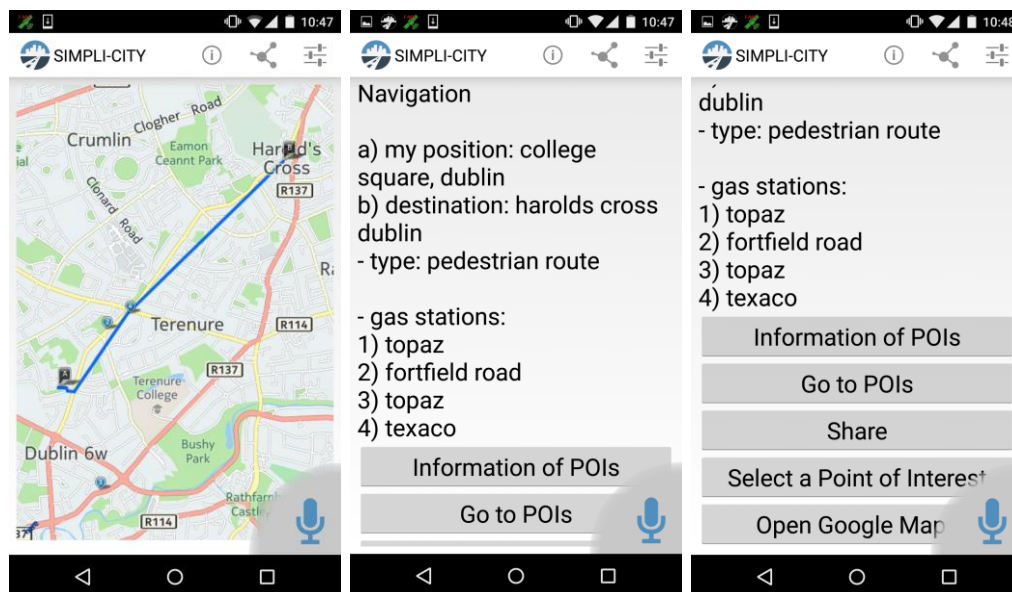 10:47
SIMPLI-CITY
Clogher Road
Crumlin
Eamon
Ceannt Park
Harold's
Cross
R137
Clonard Road
Terenure
R114
R137
Terenure
College
Bushy
Park
Dublin 6w
R114
10:47
SIMPLI-CITY
Navigation
a) my position: college
square, dublin
b) destination: harolds cross
dublin
- type: pedestrian route
- gas stations:
1) topaz
2) fortfield road
3) topaz
4) texaco
Information of POIs
Go to POIs
10:48
SIMPLI-CITY
dublin
- type: pedestrian route
- gas stations:
1) topaz
2) fortfield road
3) topaz
4) texaco
Information of POIs
Go to POIs
Share
Select a Point of Interest
Open Google Map